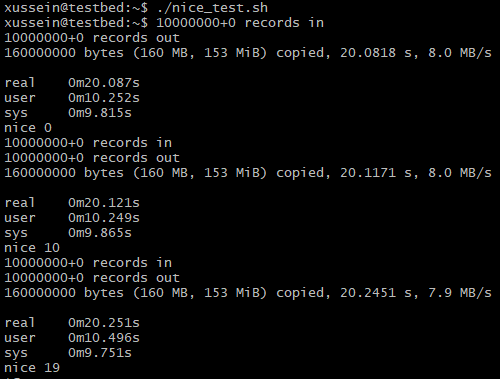 xussein@testbed:~$ ./nice_test.sh
xussein@testbed:~$ 10000000+0 records in
10000000+0 records out
160000000 bytes (160 MB, 153 MiB) copied, 20.0818 s, 8.0 MB/s
real 0m20.087s
user 0m10.252s
sys 0m9.815s
nice 0
10000000+0 records in
10000000+0 records out
160000000 bytes (160 MB, 153 MiB) copied, 20.1171 s, 8.0 MB/s
real 0m20.121s
user 0m10.249s
sys 0m9.865s
nice 10
10000000+0 records in
10000000+0 records out
160000000 bytes (160 MB, 153 MiB) copied, 20.2451 s, 7.9 MB/s
real 0m20.251s
user 0m10.496s
sys 0m9.751s
nice 19